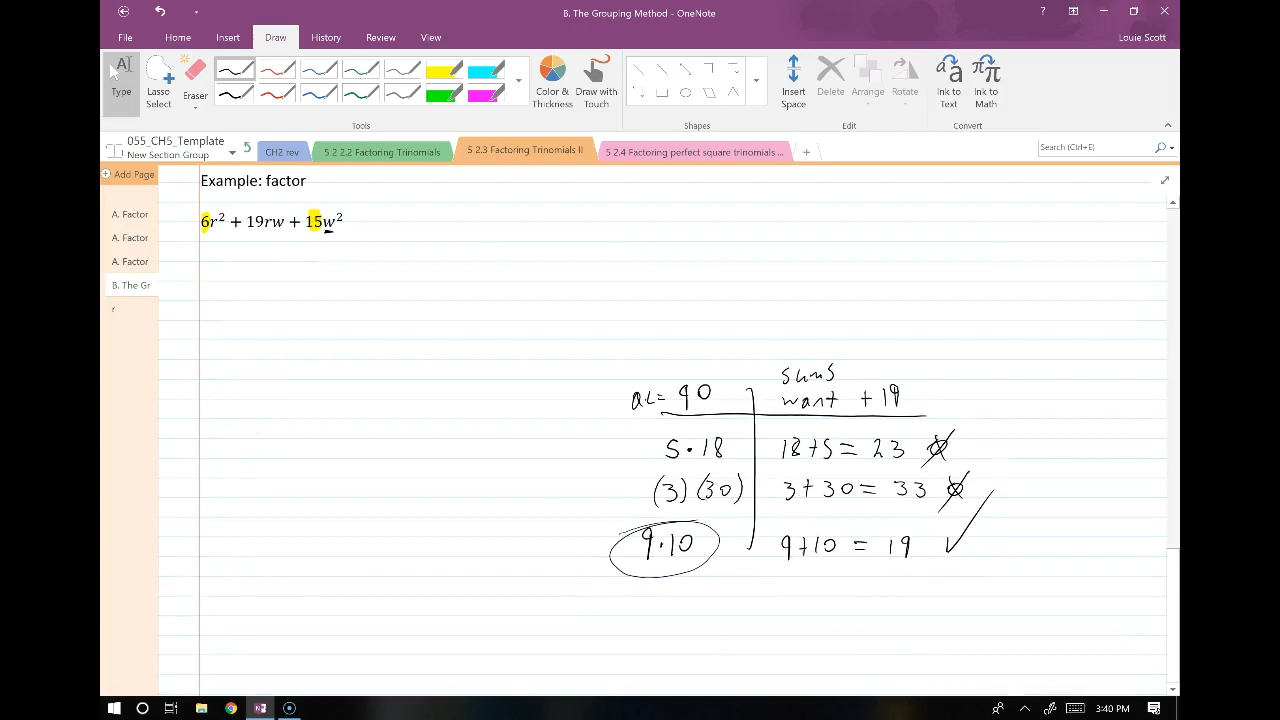 B. The Grouping Method - OneNote
?
File Home Insert Draw History Review View
Louie Scott
Type
Lasso Select
Eraser
Color & Thickness
Draw with Touch
Insert Space
Delete
Arrange
Rotate
Ink to Text
Ink to Math
Tools
Shapes
Edit
Convert
055_CH5_Template
New Section Group
CH2 rev
5 2 2.2 Factoring Trinomials
5 2.3 Factoring Trinomials II
5 2.4 Factoring perfect square trinomials ...
Search (Ctrl+E)
Add Page
A. Factor
A. Factor
A. Factor
B. The Gr
r
Example: factor
6r² + 19rw + 15w²
ac = 90
sums
want +19
5 • 18 18+5 = 23
(3)(30) 3+30 = 33
9·10 9+10 = 19 ✓
3:40 PM